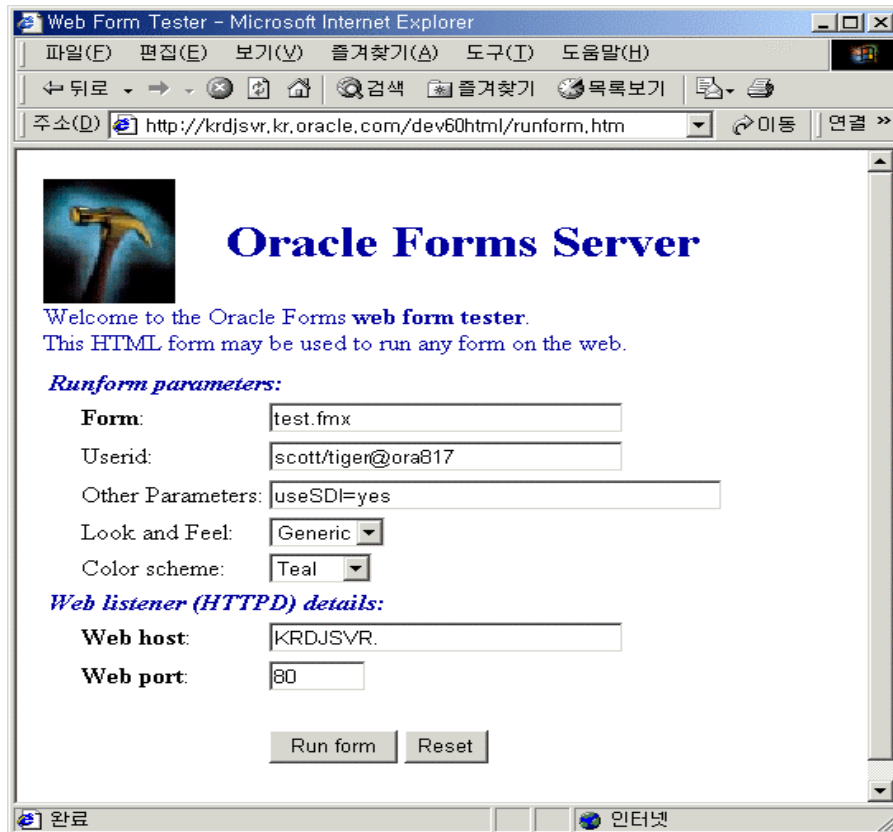 Web Form Tester - Microsoft Internet Explorer
파일(F) 편집(E) 보기(V) 즐겨찾기(A) 도구(T) 도움말(H)
뒤로 검색 즐겨찾기 목록보기
주소(D) http://krdjsvr.kr.oracle.com/dev60html/runform.htm 이동 연결 »
Oracle Forms Server
Welcome to the Oracle Forms web form tester.
This HTML form may be used to run any form on the web.
Runform parameters:
Form: test.fmx
Userid: scott/tiger@ora817
Other Parameters: useSDI=yes
Look and Feel: Generic
Color scheme: Teal
Web listener (HTTPD) details:
Web host: KRDJSVR.
Web port: 80
Run form Reset
완료 인터넷